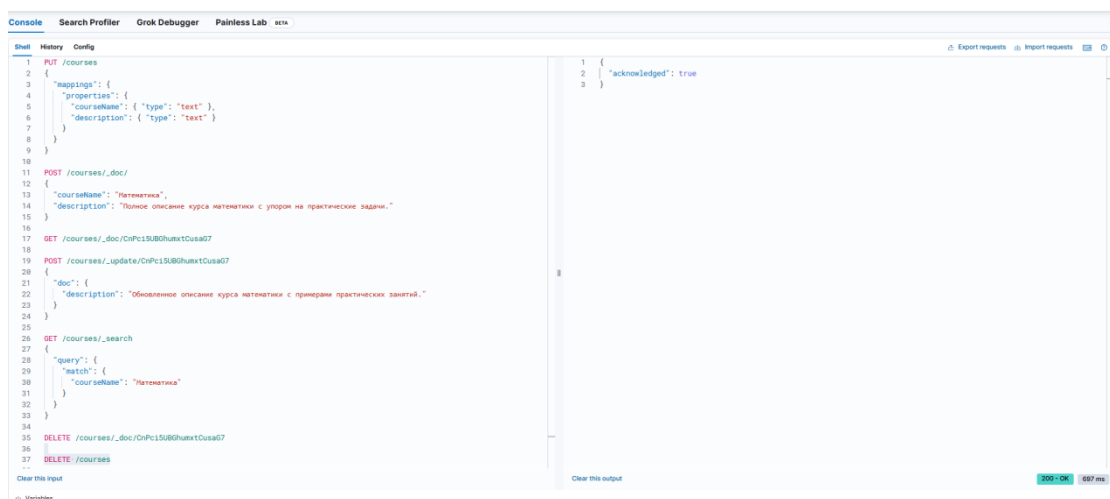 Console Search Profiler Grok Debugger Painless Lab BETA
Shell History Config Export requests Import requests
1 PUT /courses
2 {
3 "mappings": {
4 "properties": {
5 "courseName": { "type": "text" },
6 "description": { "type": "text" }
7 }
8 }
9 }
10
11 POST /courses/_doc/
12 {
13 "courseName": "Математика",
14 "description": "Полное описание курса математики с упором на практические задачи."
15 }
16
17 GET /courses/_doc/CnPci5UBGhumxtCusaG7
18
19 POST /courses/_update/CnPci5UBGhumxtCusaG7
20 {
21 "doc": {
22 "description": "Обновленное описание курса математики с примерами практических занятий."
23 }
24 }
25
26 GET /courses/_search
27 {
28 "query": {
29 "match": {
30 "courseName": "Математика"
31 }
32 }
33 }
34
35 DELETE /courses/_doc/CnPci5UBGhumxtCusaG7
36
37 DELETE /courses
1 {
2 "acknowledged": true
3 }
Clear this input
Clear this output
200 - OK 697 ms
Variables